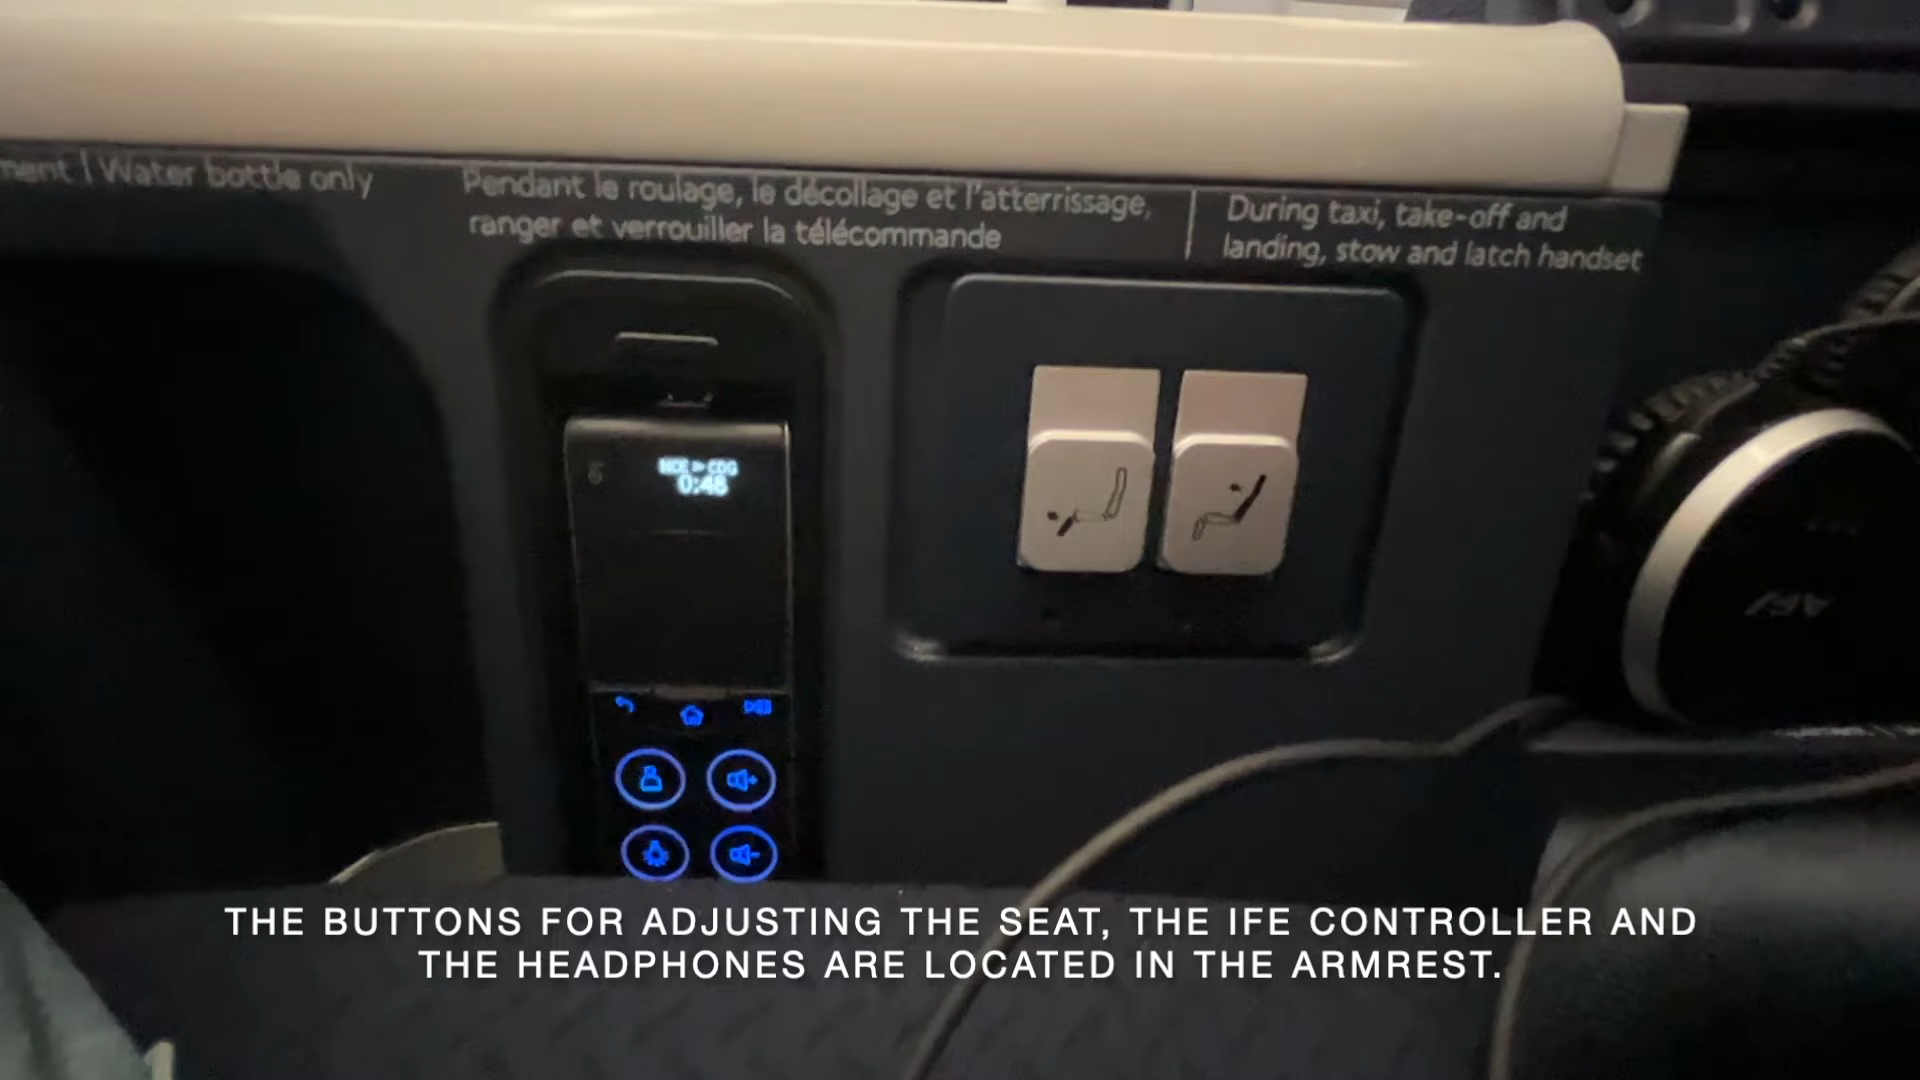 Water bottle only
Pendant le roulage, le décollage et l'atterrissage,
ranger et verrouiller la télécommande
During taxi, take-off and
landing, stow and latch handset
NCE > CDG
0:48
THE BUTTONS FOR ADJUSTING THE SEAT, THE IFE CONTROLLER AND
THE HEADPHONES ARE LOCATED IN THE ARMREST.